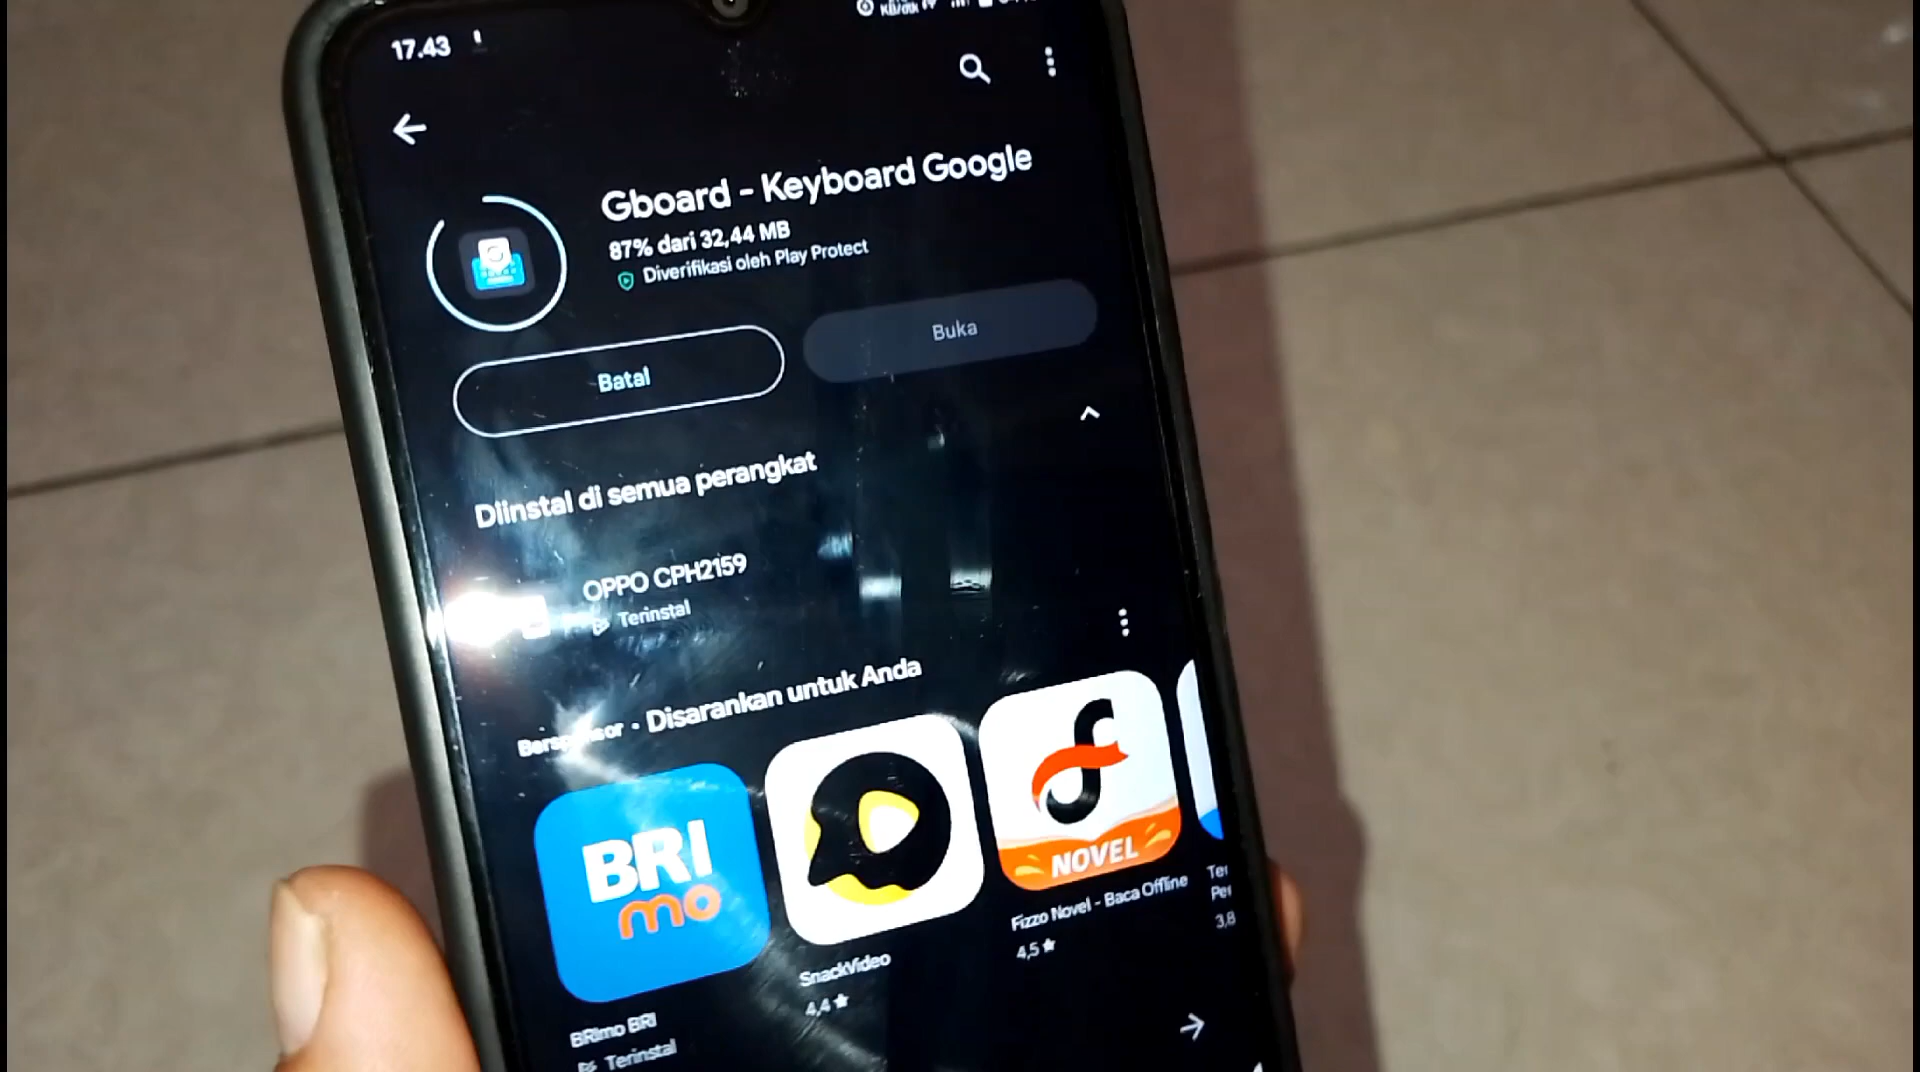 17.43
KB/dtk
Gboard - Keyboard Google
87% dari 32,44 MB
Diverifikasi oleh Play Protect
Batal
Buka
Diinstal di semua perangkat
OPPO CPH2159
Terinstal
Disarankan untuk Anda
BRI
mo
NOVEL
BRImo BRI
Terinstal
SnackVideo
4,4
Fizzo Novel - Baca Offline
4,5
3,8